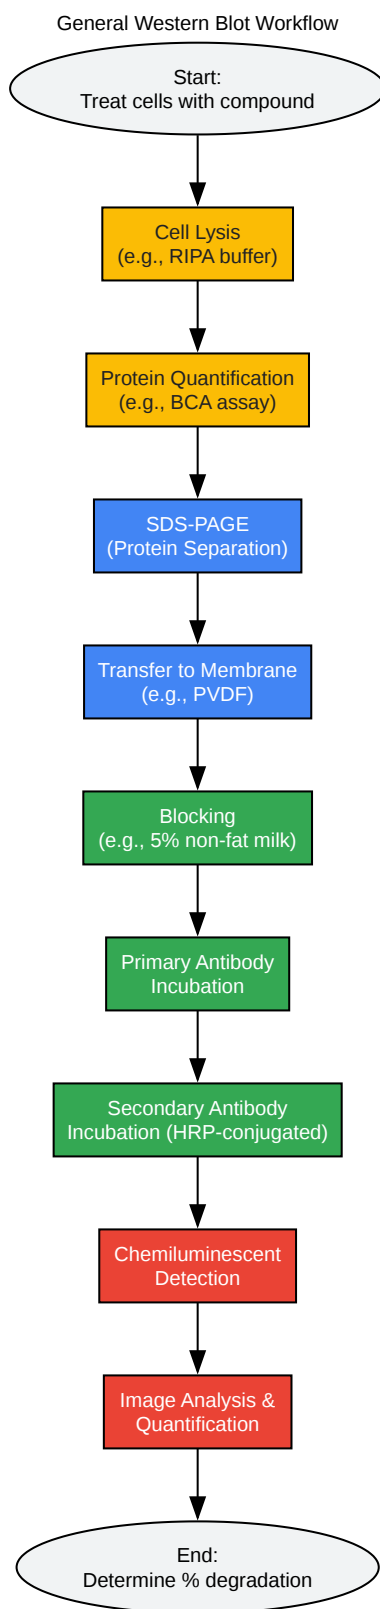 General Western Blot Workflow
Start:
Treat cells with compound
Cell Lysis
(e.g., RIPA buffer)
Protein Quantification
(e.g., BCA assay)
SDS-PAGE
(Protein Separation)
Transfer to Membrane
(e.g., PVDF)
Blocking
(e.g., 5% non-fat milk)
Primary Antibody
Incubation
Secondary Antibody
Incubation (HRP-conjugated)
Chemiluminescent
Detection
Image Analysis &
Quantification
End:
Determine % degradation